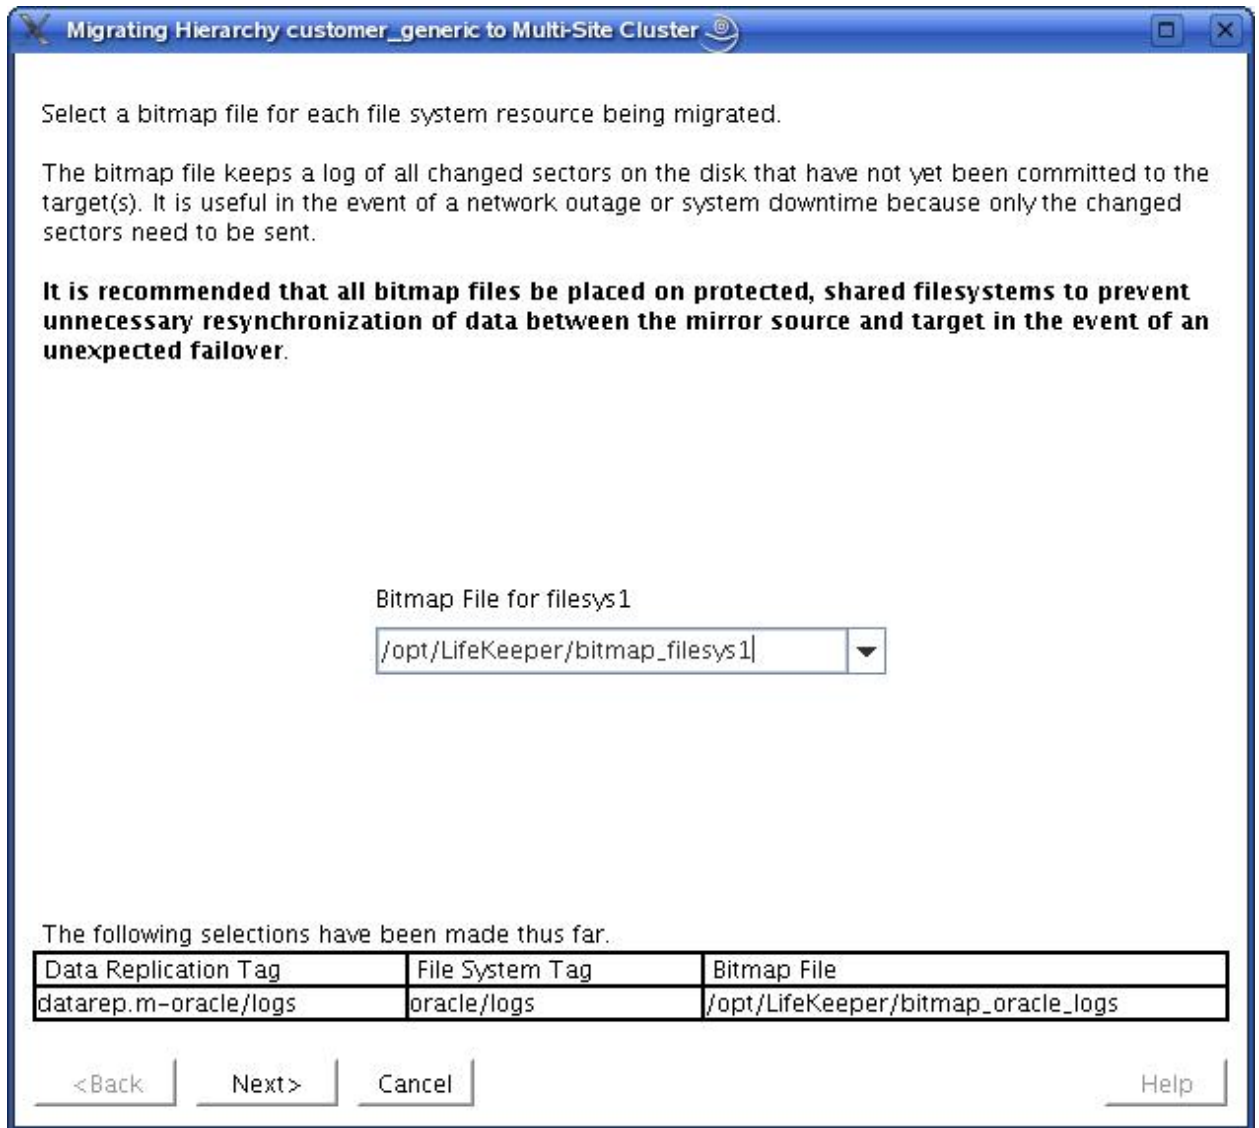 Migrating Hierarchy customer_generic to Multi-Site Cluster
Select a bitmap file for each file system resource being migrated.
The bitmap file keeps a log of all changed sectors on the disk that have not yet been committed to the
target(s). It is useful in the event of a network outage or system downtime because only the changed
sectors need to be sent.
It is recommended that all bitmap files be placed on protected, shared filesystems to prevent
unnecessary resynchronization of data between the mirror source and target in the event of an
unexpected failover.
Bitmap File for filesys1
/opt/LifeKeeper/bitmap_filesys1
The following selections have been made thus far.
Data Replication Tag File System Tag Bitmap File
datarep.m-oracle/logs oracle/logs /opt/LifeKeeper/bitmap_oracle_logs
<Back Next> Cancel Help